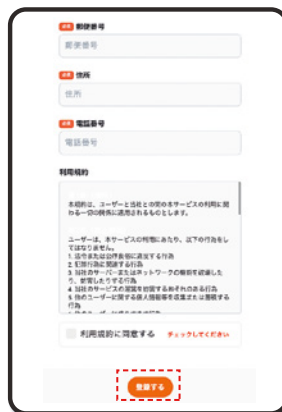 必須 郵便番号
郵便番号
必須 住所
住所
必須 電話番号
電話番号
利用規約
本規約は、ユーザーと当社との間の本サービスの利用に関
わる一切の関係に適用されるものとします。
ユーザーは、本サービスの利用にあたり、以下の行為をし
てはなりません。
1. 法令または公序良俗に違反する行為
2. 犯罪行為に関連する行為
3. 当社のサーバーまたはネットワークの機能を破壊した
り、妨害したりする行為
4. 当社のサービスの運営を妨害するおそれのある行為
5. 他のユーザーに関する個人情報等を収集または蓄積する
行為
利用規約に同意する チェックしてください
登録する